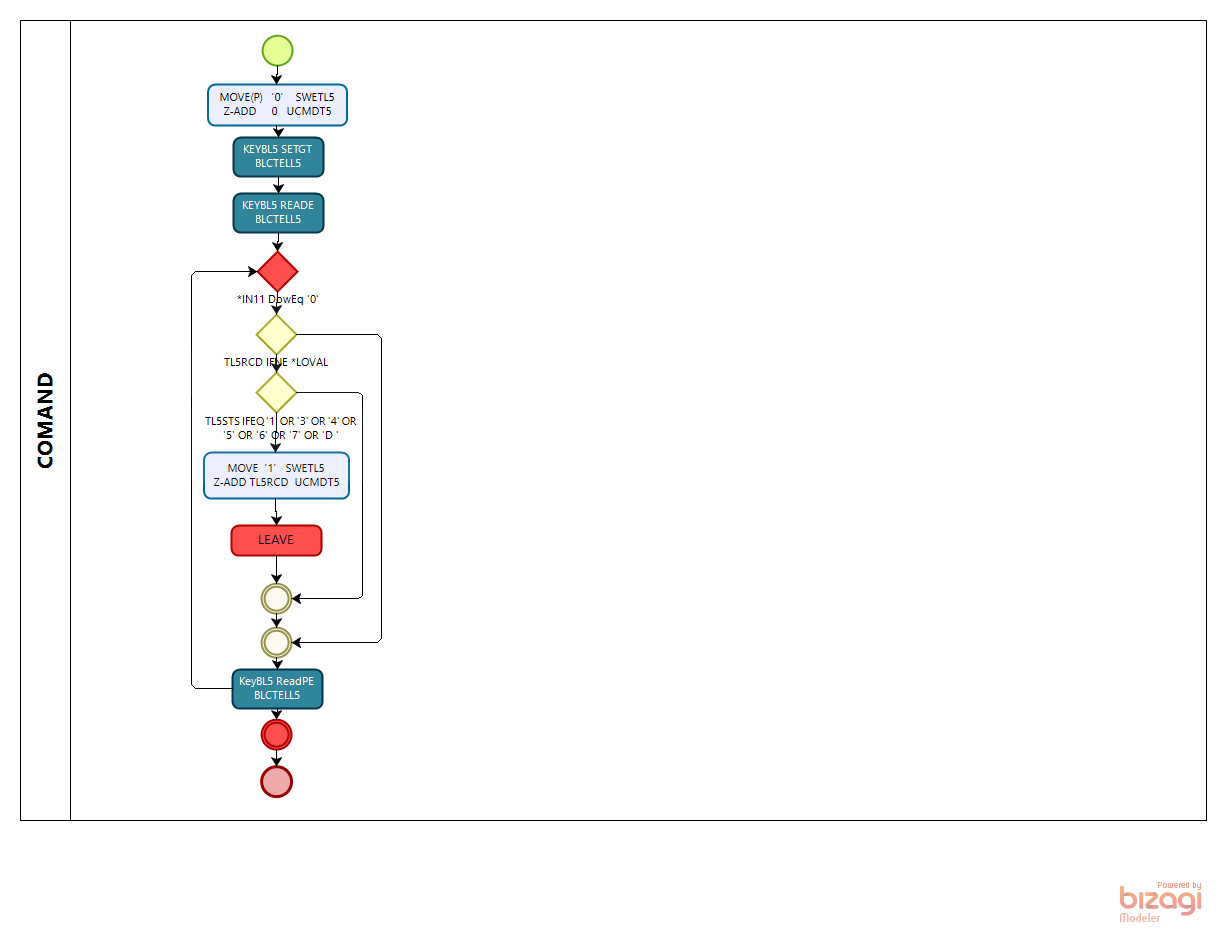 COMAND
MOVE(P) '0' SWETL5
Z-ADD 0 UCMDT5
KEYBL5 SETGT
BLCTELL5
KEYBL5 READE
BLCTELL5
*IN11 DowEq '0'
TL5RCD IFNE *LOVAL
TL5STS IFEQ '1' OR '3' OR '4' OR
'5' OR '6' OR '7' OR 'D '
MOVE '1' SWETL5
Z-ADD TL5RCD UCMDT5
LEAVE
KeyBL5 ReadPE
BLCTELL5
Powered by
bizagi
Modeler